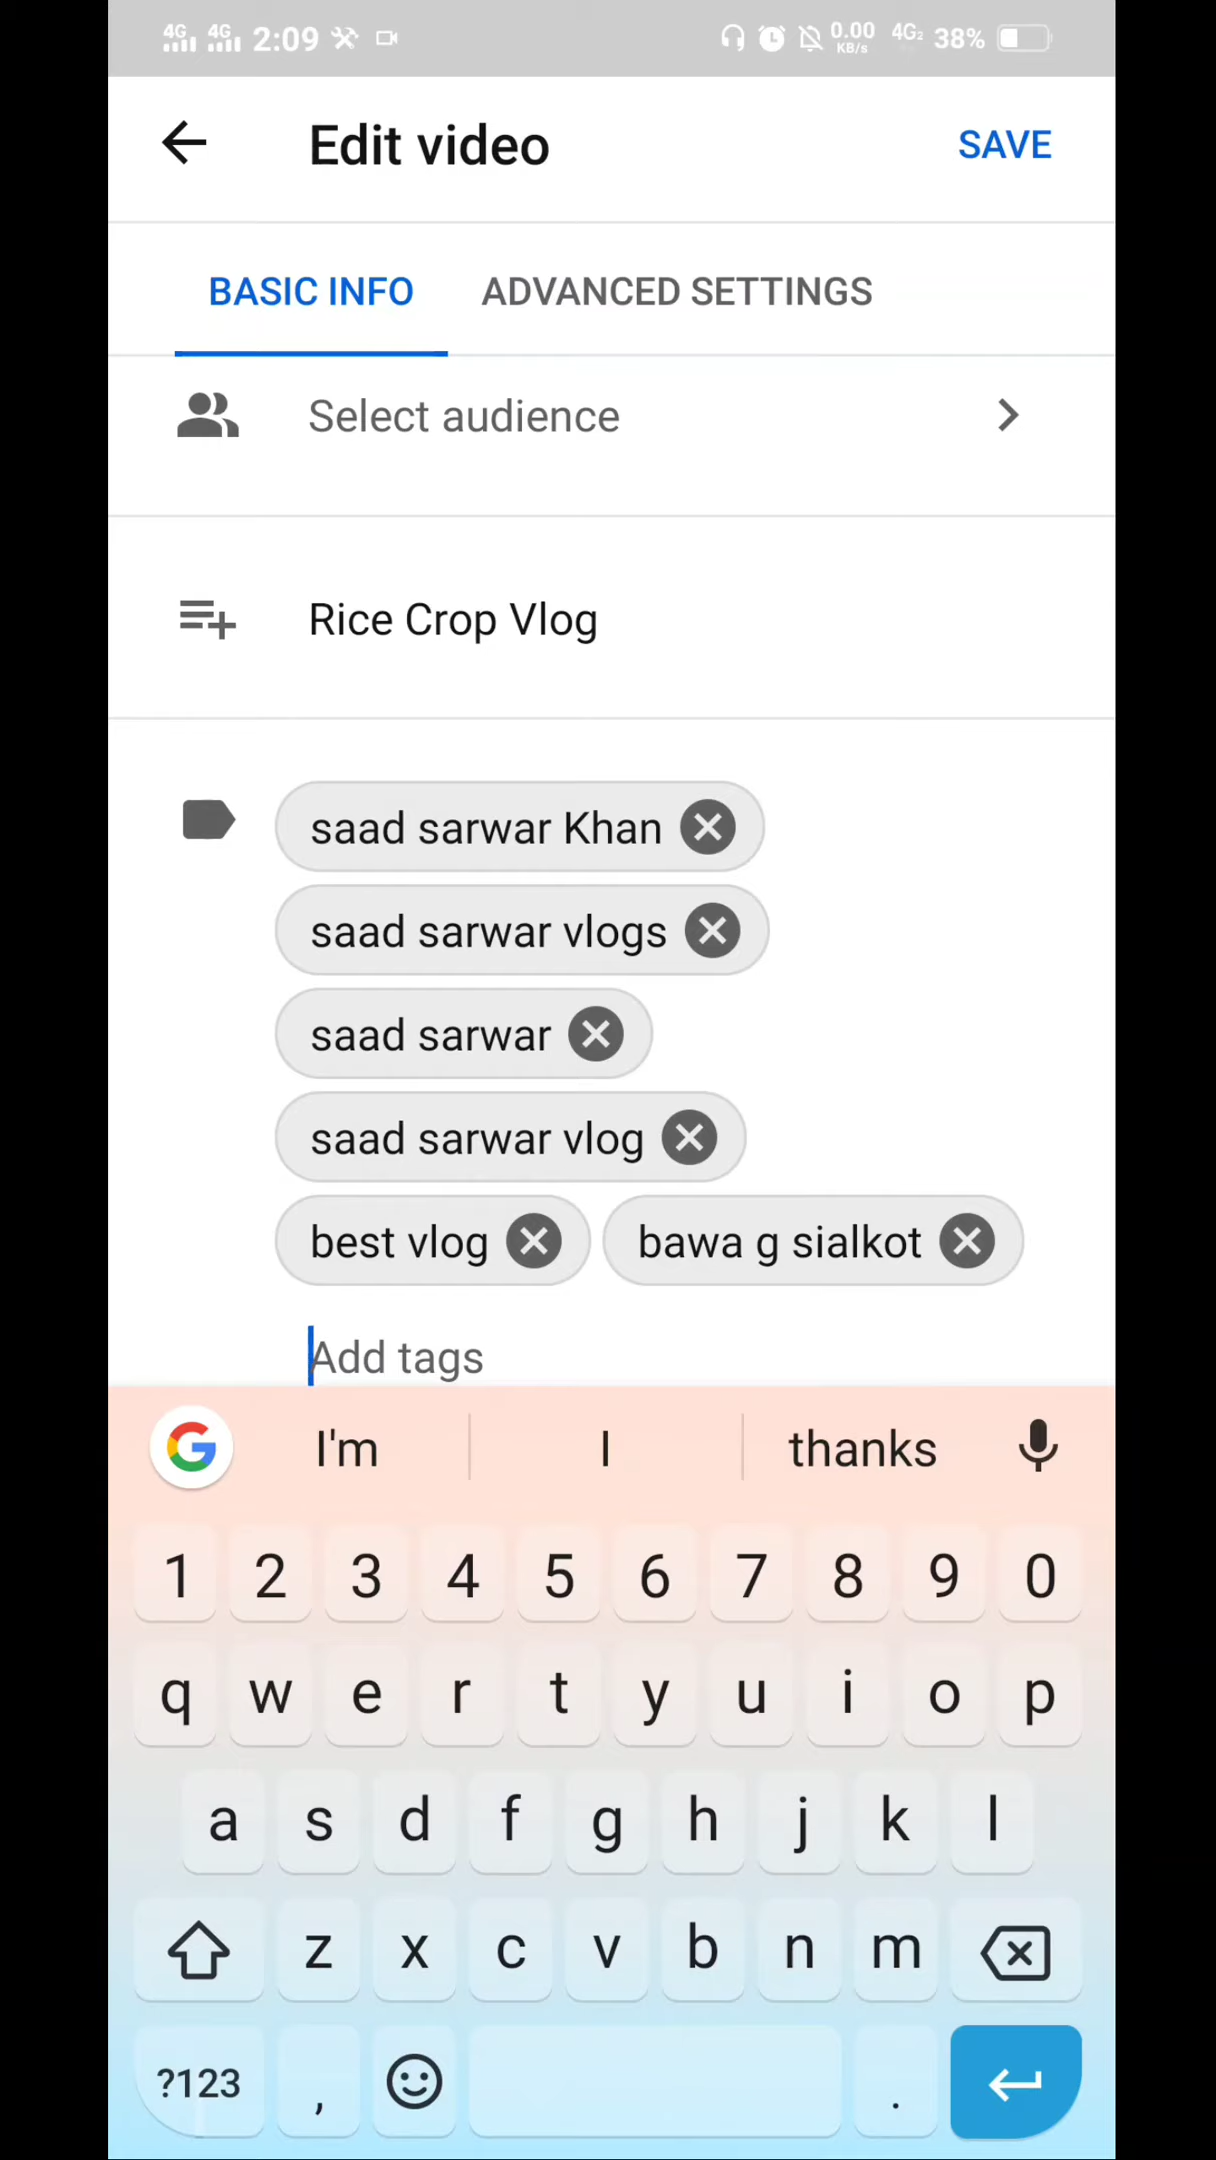 4G 4G 2:09 0.00 KB/s 4G2 38%
Edit video SAVE
BASIC INFO ADVANCED SETTINGS
Select audience
Rice Crop Vlog
saad sarwar Khan
saad sarwar vlogs
saad sarwar
saad sarwar vlog
best vlog bawa g sialkot
Add tags
G I'm I thanks
1 2 3 4 5 6 7 8 9 0
q w e r t y u i o p
a s d f g h j k l
z x c v b n m
?123 , .